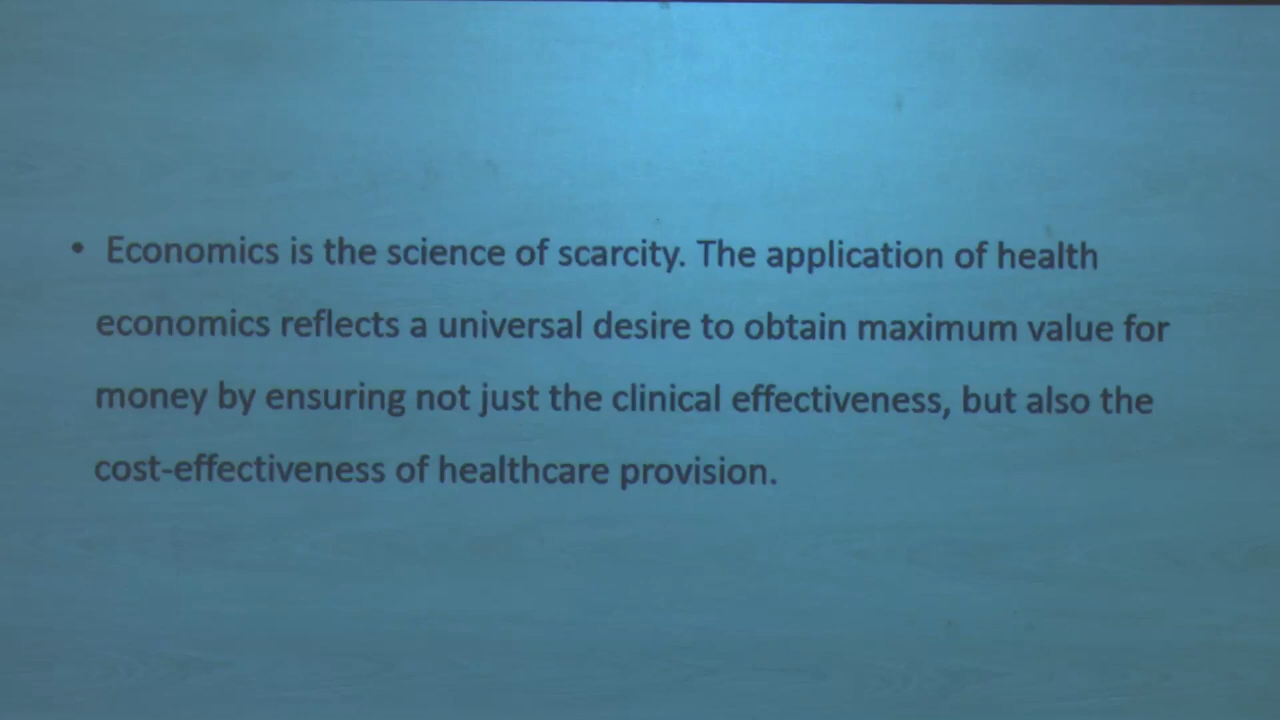 • Economics is the science of scarcity. The application of health
economics reflects a universal desire to obtain maximum value for
money by ensuring not just the clinical effectiveness, but also the
cost-effectiveness of healthcare provision.